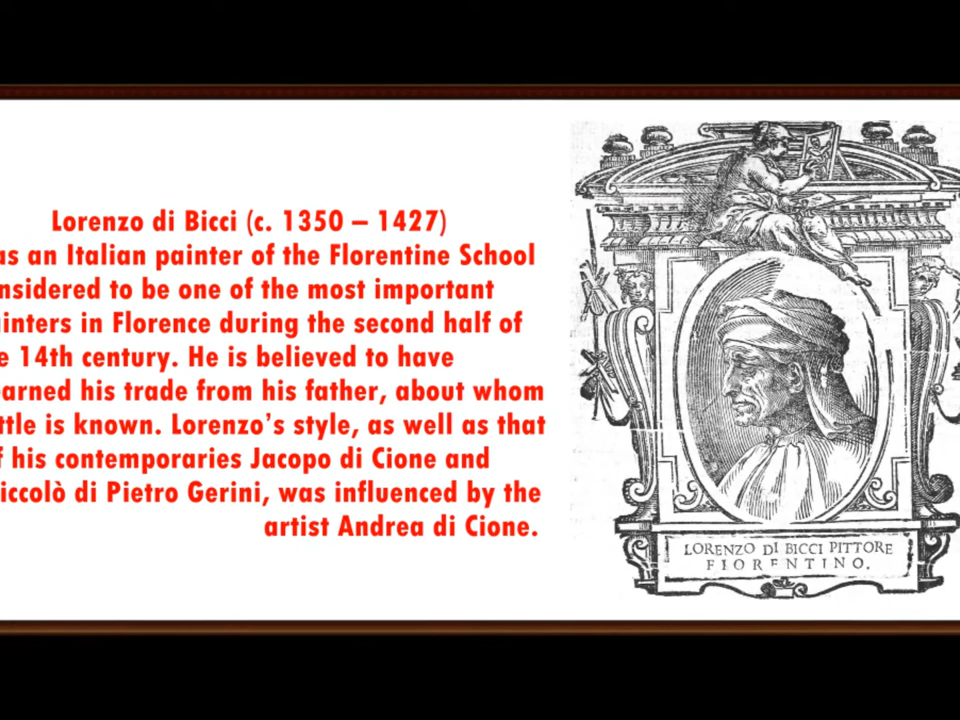 Lorenzo di Bicci (c. 1350 – 1427)
as an Italian painter of the Florentine School
nsidered to be one of the most important
inters in Florence during the second half of
e 14th century. He is believed to have
arned his trade from his father, about whom
ttle is known. Lorenzo's style, as well as that
f his contemporaries Jacopo di Cione and
iccolò di Pietro Gerini, was influenced by the
artist Andrea di Cione.
LORENZO DI BICCI PITTORE
FIORENTINO.